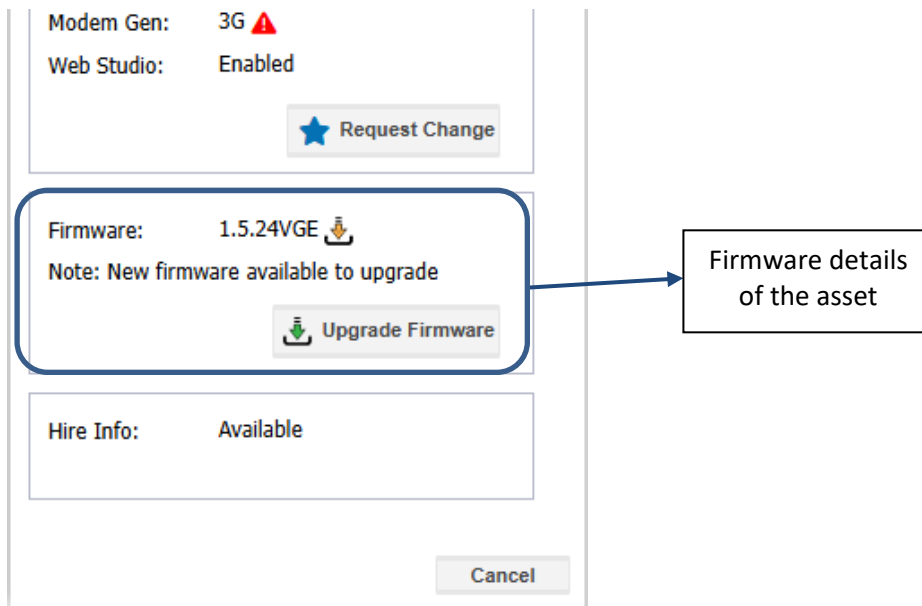 Modem Gen: 3G
Web Studio: Enabled
Request Change
Firmware: 1.5.24VGE
Note: New firmware available to upgrade
Upgrade Firmware
Firmware details
of the asset
Hire Info: Available
Cancel